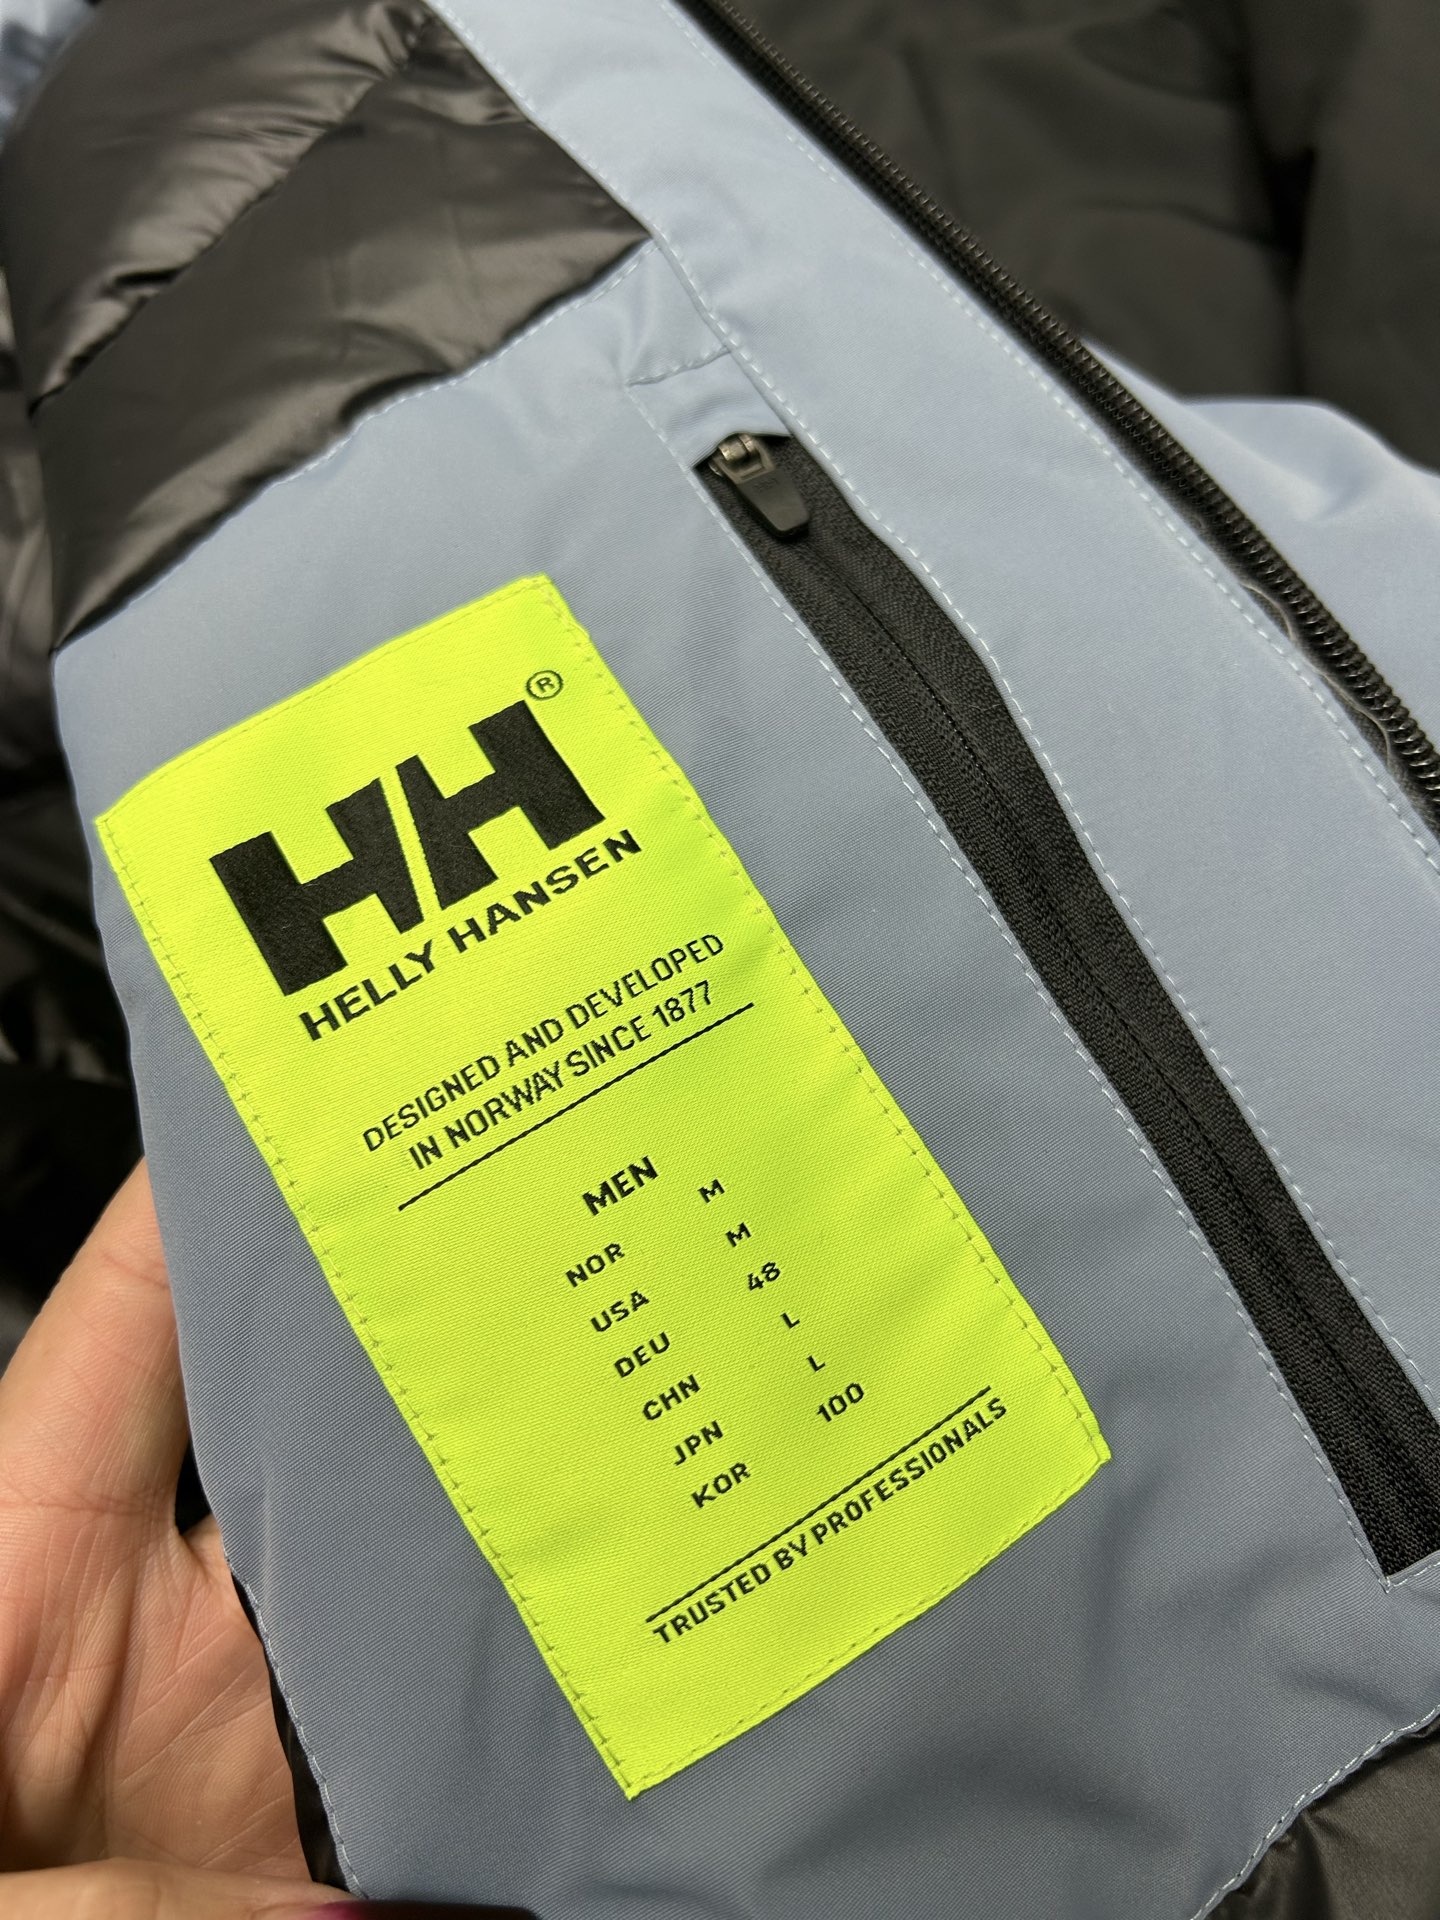 HH®
HELLY HANSEN
DESIGNED AND DEVELOPED
IN NORWAY SINCE 1877
MEN
NOR M
USA M
DEU 48
CHN L
JPN L
KOR 100
TRUSTED BY PROFESSIONALS